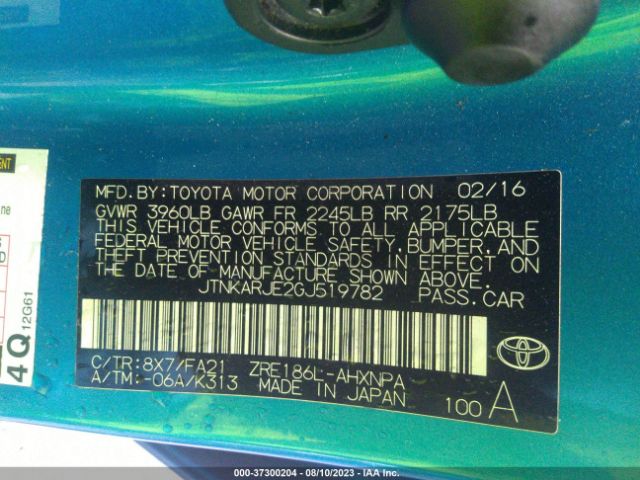 MFD. BY: TOYOTA MOTOR CORPORATION 02/16
GVWR 3960LB GAWR FR 2245LB RR 2175LB
THIS VEHICLE CONFORMS TO ALL APPLICABLE
FEDERAL MOTOR VEHICLE SAFETY, BUMPER, AND
THEFT PREVENTION STANDARDS IN EFFECT ON
THE DATE OF MANUFACTURE SHOWN ABOVE.
JTNKARJE2GJ519782 PASS. CAR
C/TR: 8X7/FA21 ZRE186L-AHXNPA
A/TM: -06A/K313 MADE IN JAPAN
100 A
TOYOTA
4Q
12G61
000-37300204 - 08/10/2023 - IAA Inc.